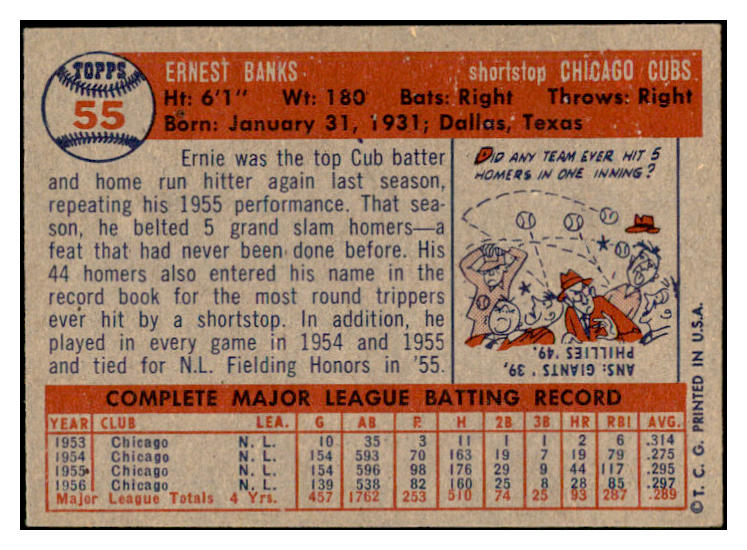 TOPPS
55
ERNEST BANKS shortstop CHICAGO CUBS
Ht: 6'1" Wt: 180 Bats: Right Throws: Right
Born: January 31, 1931; Dallas, Texas
Ernie was the top Cub batter
and home run hitter again last season,
repeating his 1955 performance. That sea-
son, he belted 5 grand slam homers—a
feat that had never been done before. His
44 homers also entered his name in the
record book for the most round trippers
ever hit by a shortstop. In addition, he
played in every game in 1954 and 1955
and tied for N.L. Fielding Honors in '55.
DID ANY TEAM EVER HIT 5
HOMERS IN ONE INNING?
ANS: GIANTS '39,
PHILLIES '49.
COMPLETE MAJOR LEAGUE BATTING RECORD
YEAR CLUB LEA. G AB R H 2B 3B HR RBI AVG.
1953 Chicago N. L. 10 35 3 11 1 1 2 6 .314
1954 Chicago N. L. 154 593 70 163 19 7 19 79 .275
1955 Chicago N. L. 154 596 98 176 29 9 44 117 .295
1956 Chicago N. L. 139 538 82 160 25 8 28 85 .297
Major League Totals 4 Yrs. 457 1762 253 510 74 25 93 287 .289
© T. C. G. PRINTED IN U.S.A.